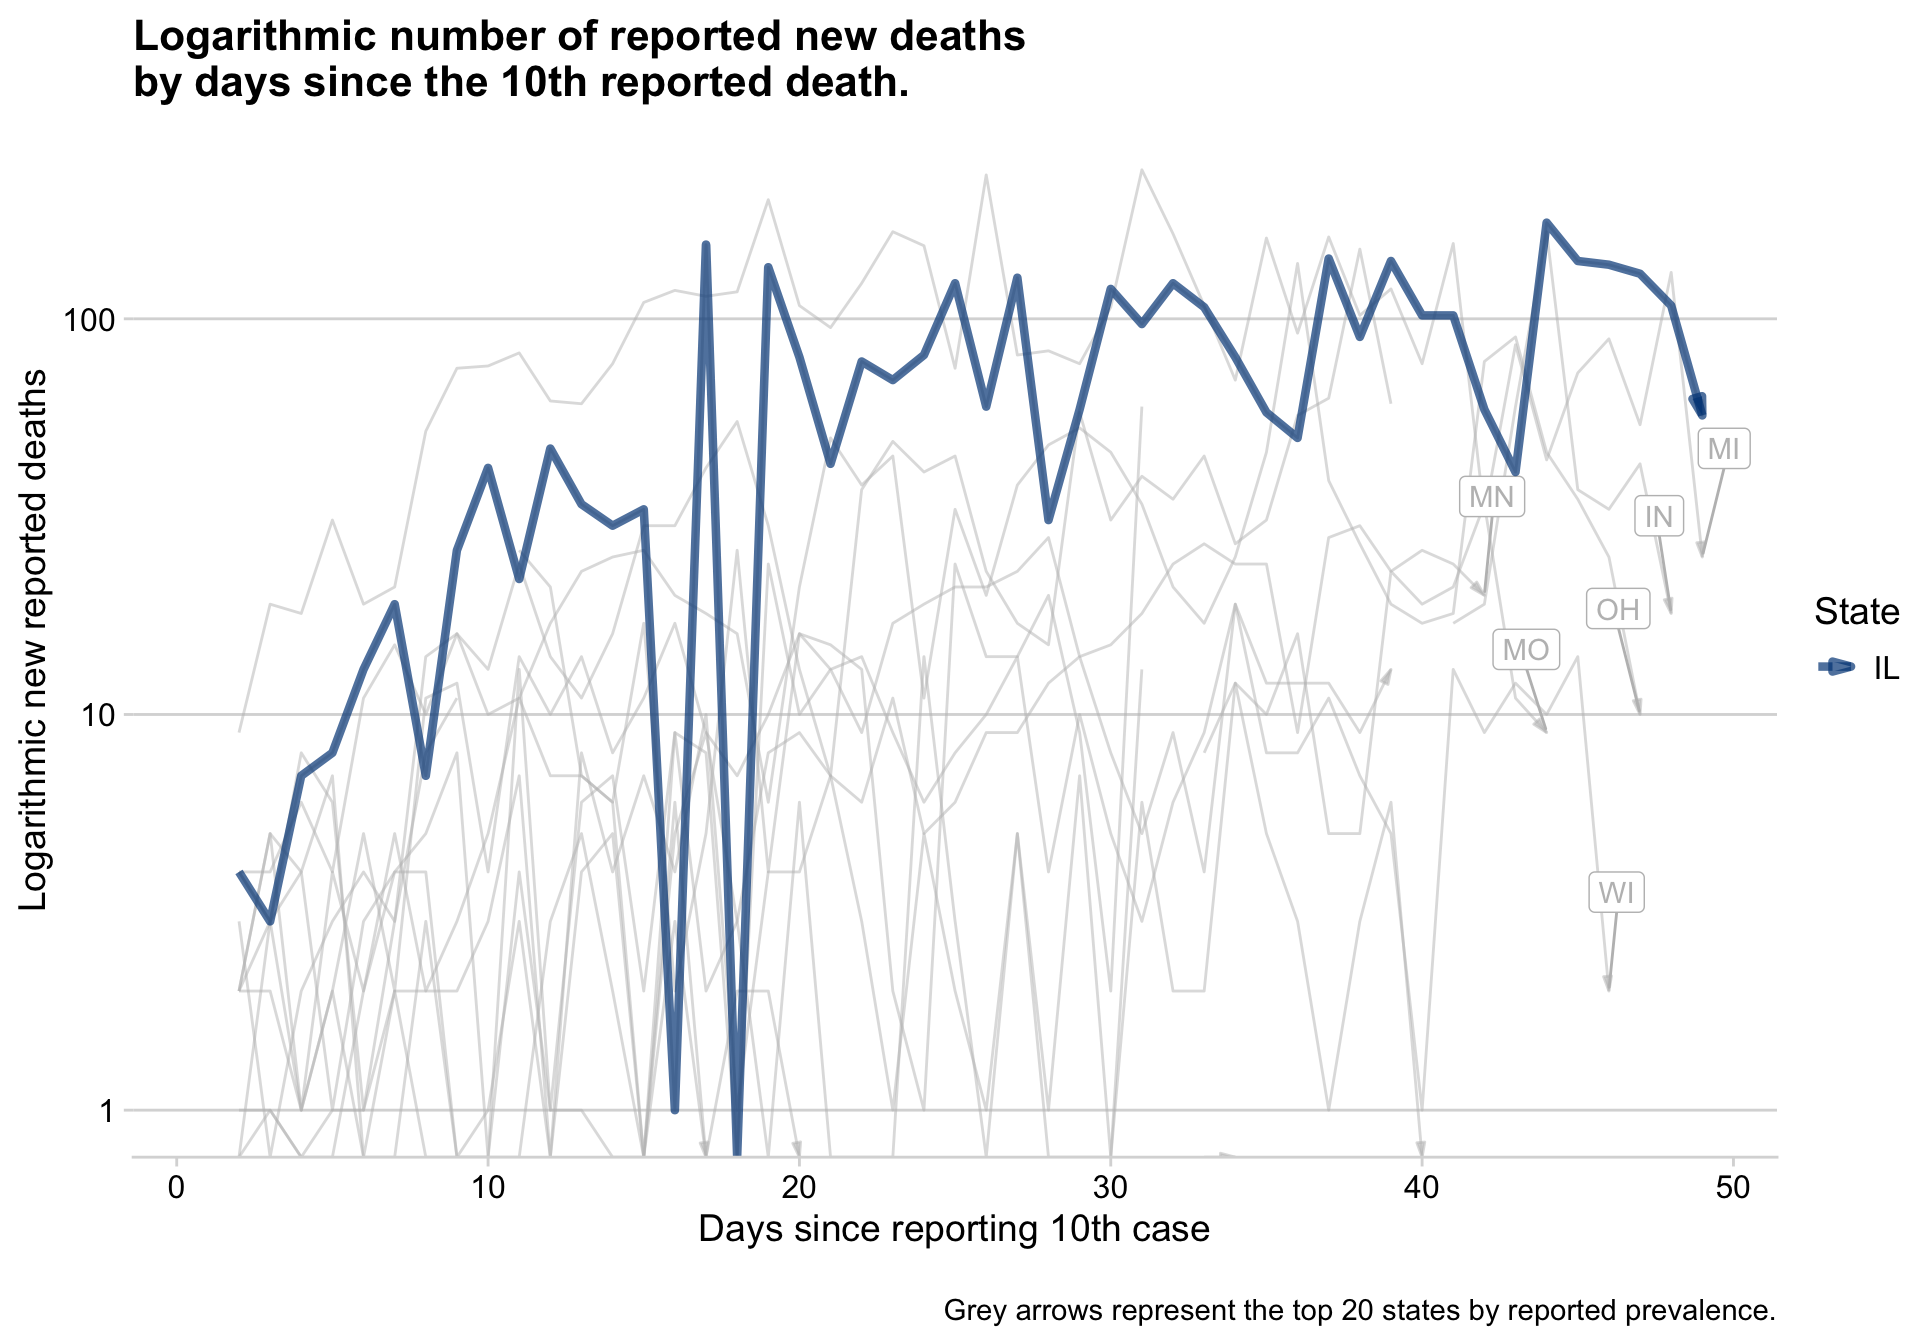 Logarithmic number of reported new deaths
by days since the 10th reported death.
Logarithmic new reported deaths
100
10
1
MI
MN
IN
OH
MO
WI
State
IL
0
10
20
30
40
50
Days since reporting 10th case
Grey arrows represent the top 20 states by reported prevalence.